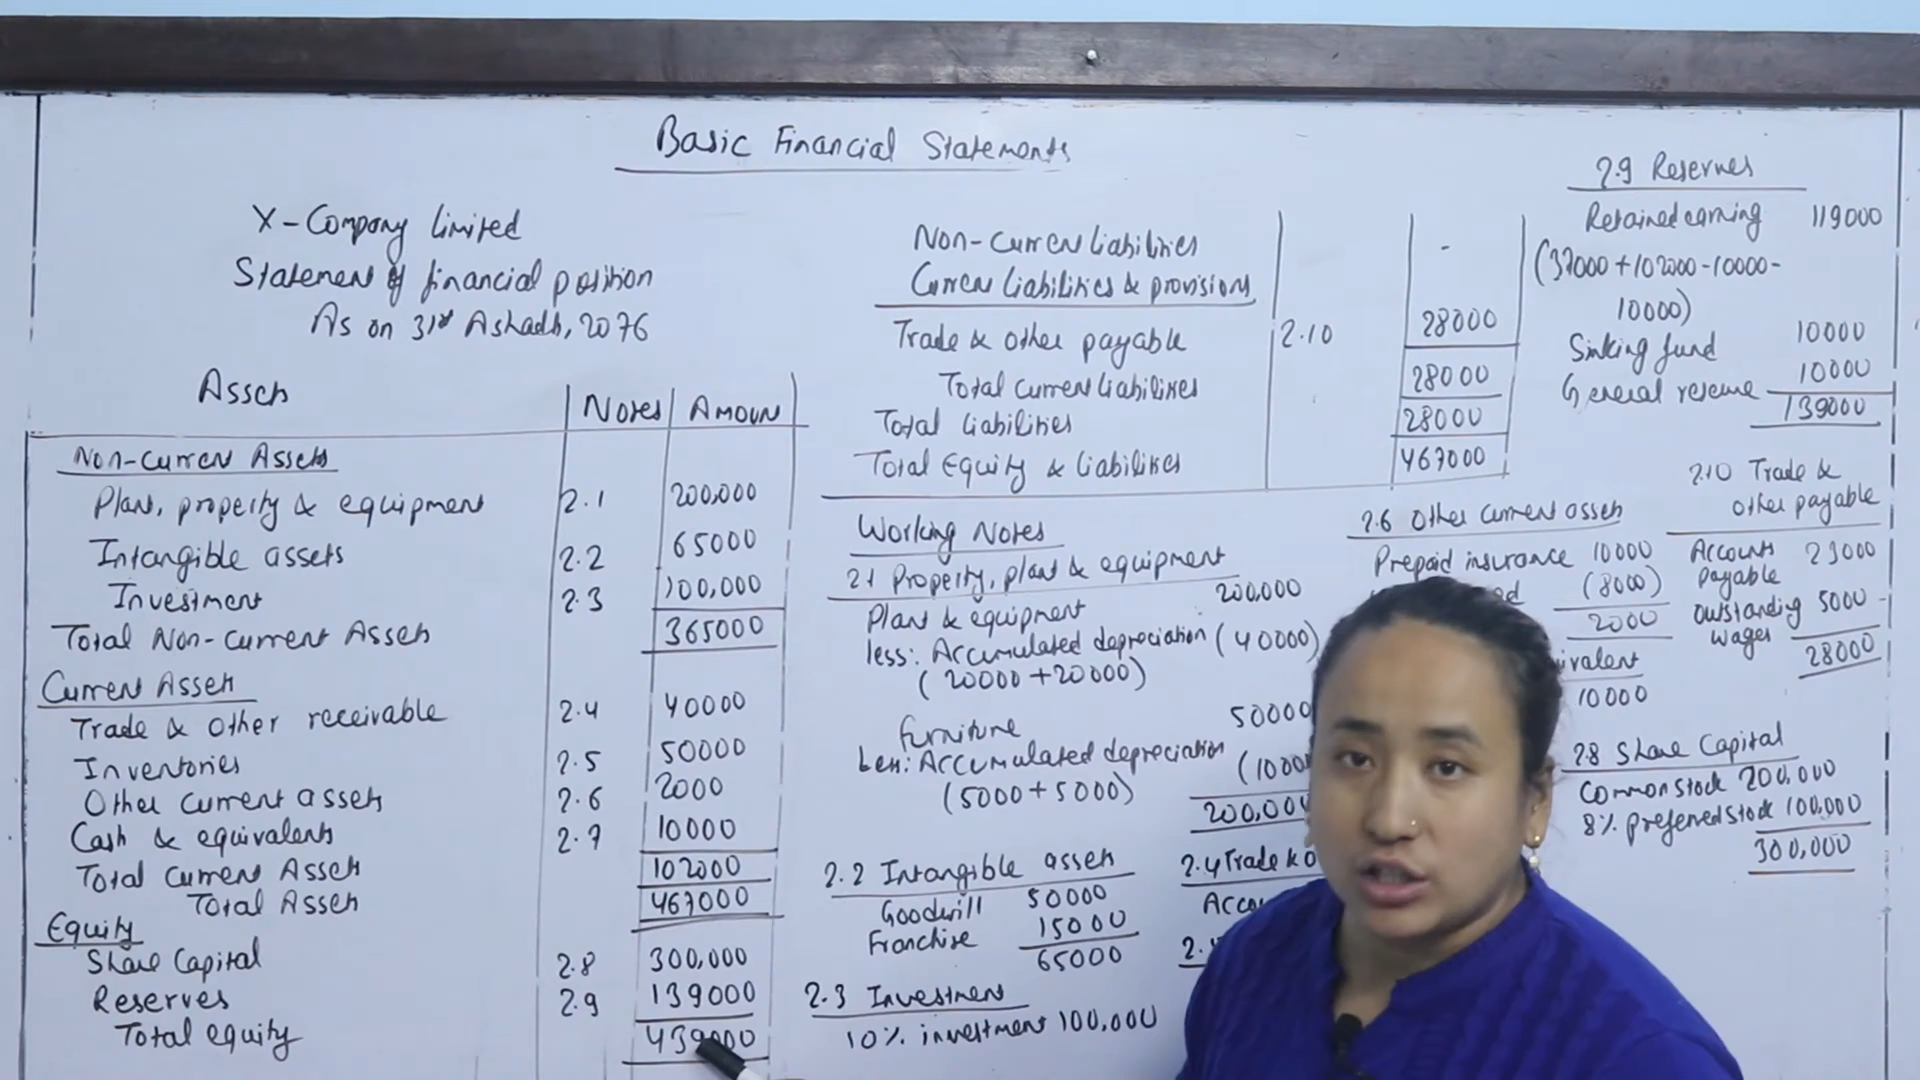 Basic Financial Statements
X-Company Limited
Statement of financial position
As on 31st Ashadh, 2076
Assets | Notes | Amount
Non-current Assets
Plant, property & equipment 2.1 200,000
Intangible assets 2.2 65000
Investment 2.3 100,000
Total Non-current Assets 365000
Current Assets
Trade & other receivable 2.4 40000
Inventories 2.5 50000
Other current assets 2.6 2000
Cash & equivalents 2.7 10000
Total current Assets 102000
Total Assets 467000
Equity
Share Capital 2.8 300,000
Reserves 2.9 139000
Total equity 439000
Non-current liabilities -
Current liabilities & provisions
Trade & other payable 2.10 28000
Total current liabilities 28000
Total liabilities 28000
Total Equity & liabilities 467000
Working Notes
2.1 Property, plant & equipment
Plant & equipment 200,000
less: Accumulated depreciation (40000)
(20000 + 20000)
furniture 50000
less: Accumulated depreciation (1000
(5000 + 5000)
200,000
2.2 Intangible assets
Goodwill 50000
Franchise 15000
65000
2.3 Investment
10% investment 100,000
2.4 Trade & o
Acco
2.
2.6 Other current assets
Prepaid insurance 10000
ed (8000)
2000
ivalent
10000
2.8 Share Capital
Common stock 200,000
8% preferred stock 100,000
300,000
2.9 Reserves
Retained earning 119000
(37000 + 102000 - 10000 -
10000)
Sinking fund 10000
General reserve 10000
139000
2.10 Trade &
other payable
Accounts 23000
payable
Outstanding 5000
wages
28000